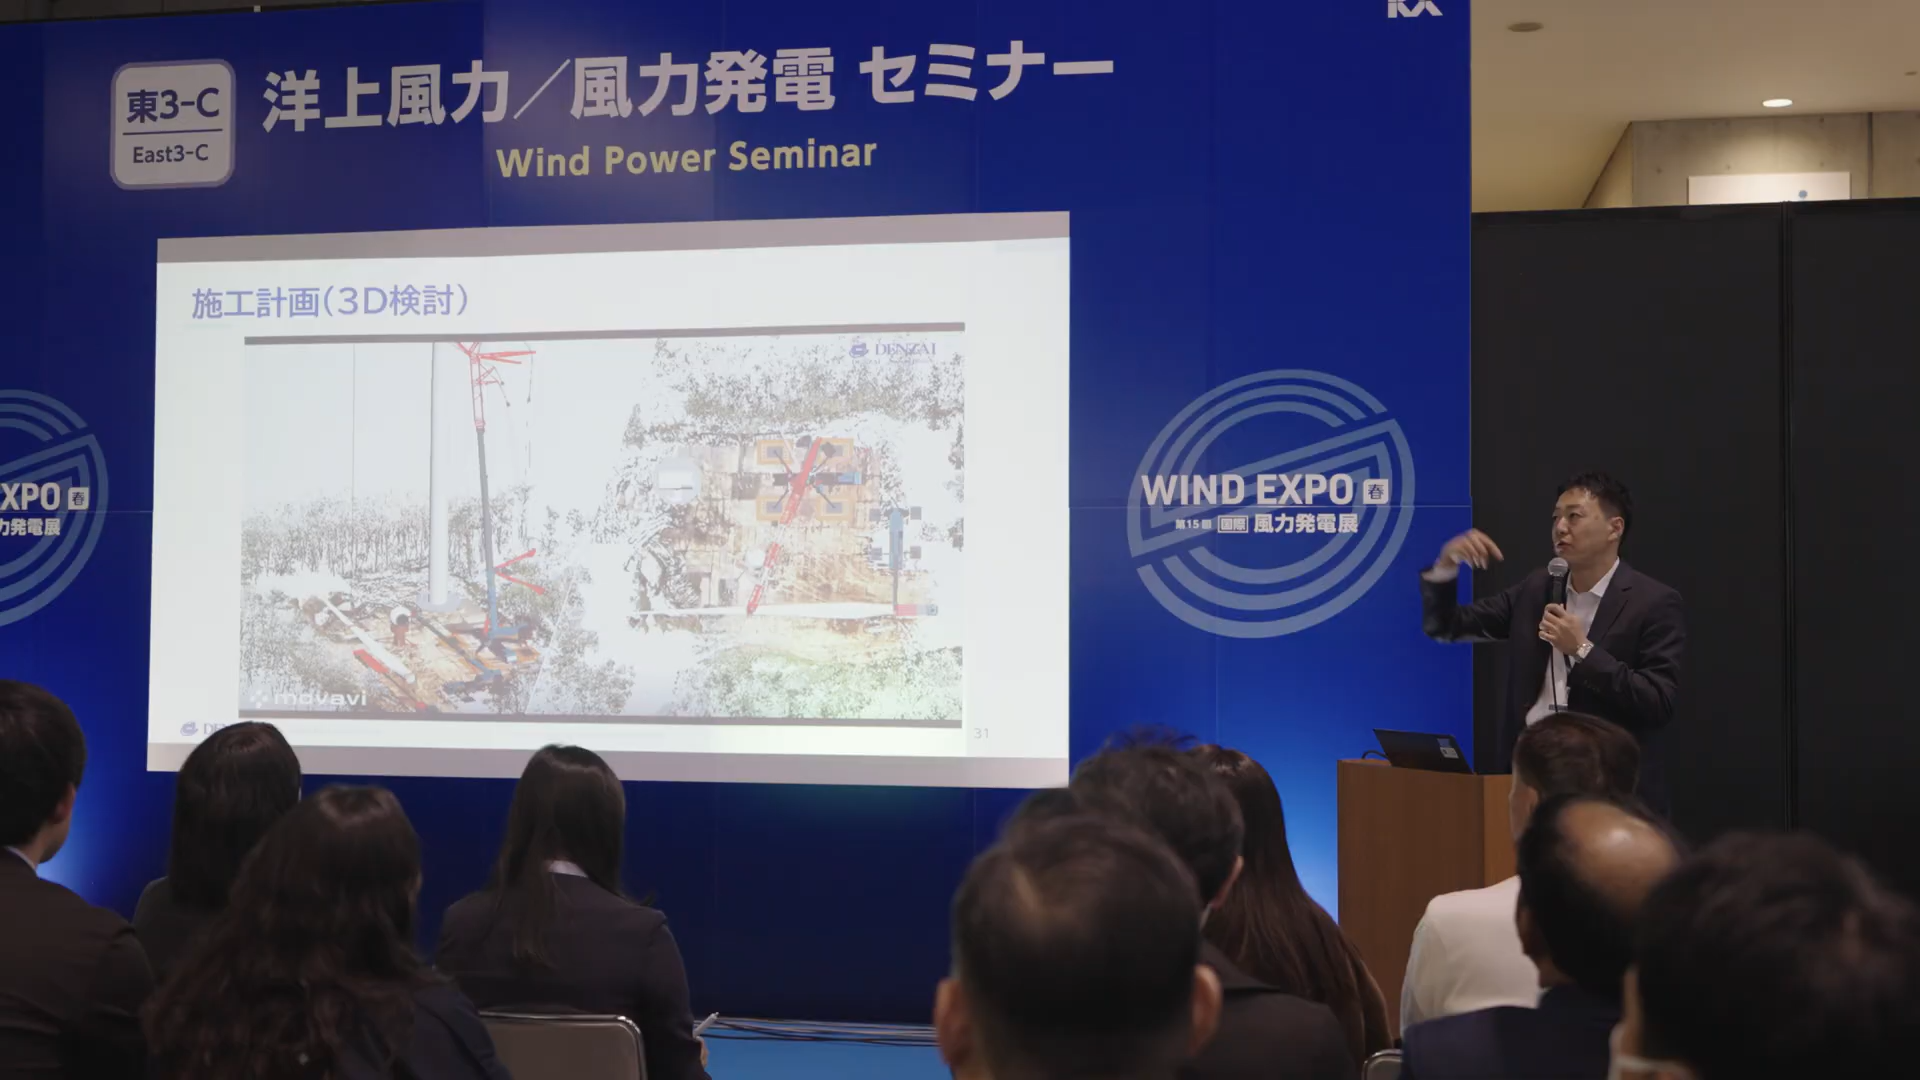 RX
東3-C
East3-C
洋上風力／風力発電 セミナー
Wind Power Seminar
施工計画（3D検討）
DENZAI
movavi
31
WIND EXPO 春
第15回 国際 風力発電展
XPO 春
力発電展